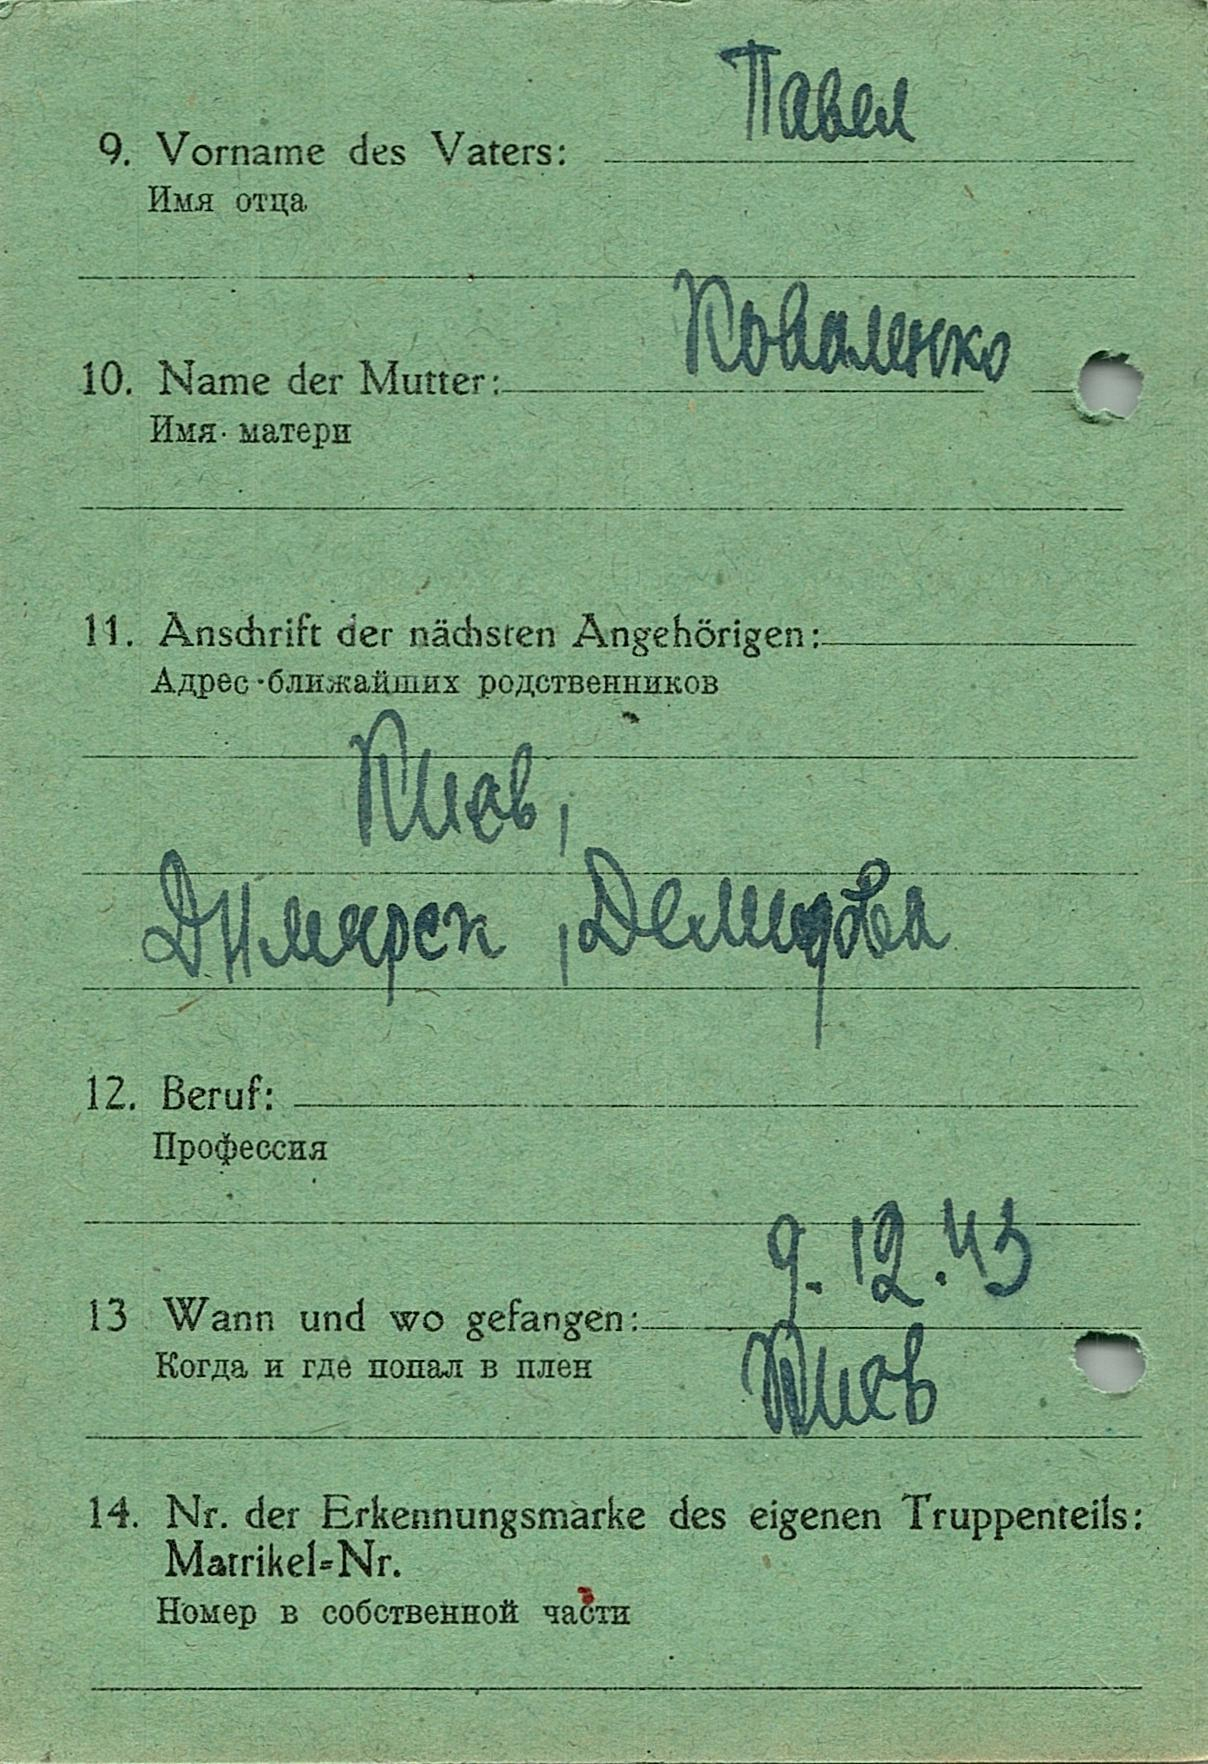 Павел
9. Vorname des Vaters:
Имя отца
Коваленко
10. Name der Mutter:
Имя матери
11. Anschrift der nächsten Angehörigen:
Адрес ближайших родственников
Киев,
Димарск, Демидова
12. Beruf:
Профессия
9. 12. 43
13 Wann und wo gefangen:
Когда и где попал в плен
Киев
14. Nr. der Erkennungsmarke des eigenen Truppenteils:
Matrikel-Nr.
Номер в собственной части